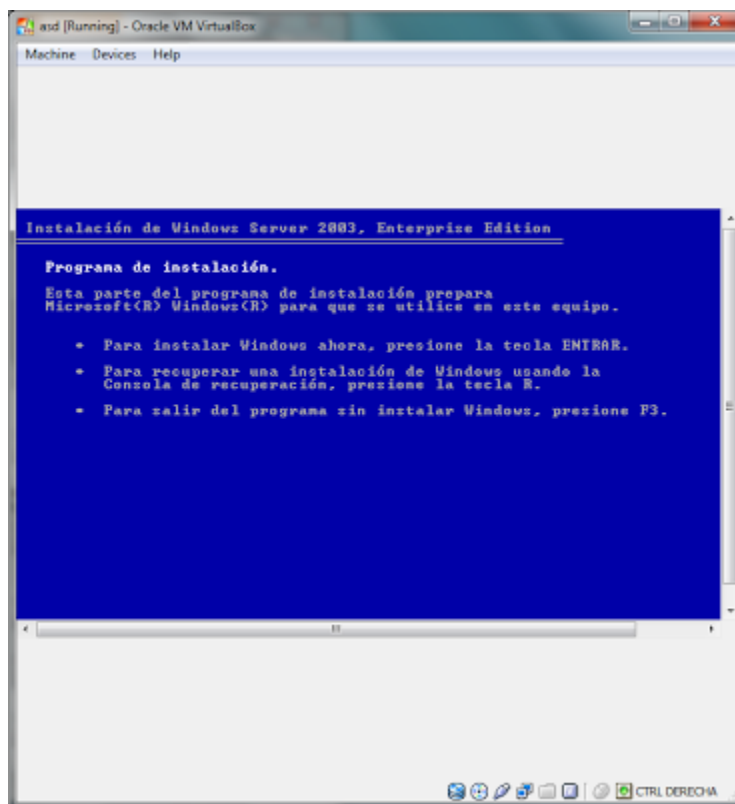 asd [Running] - Oracle VM VirtualBox
Machine Devices Help
Instalación de Windows Server 2003, Enterprise Edition
Programa de instalación.
Esta parte del programa de instalación prepara
Microsoft(R) Windows(R) para que se utilice en este equipo.
• Para instalar Windows ahora, presione la tecla ENTRAR.
• Para recuperar una instalación de Windows usando la
Consola de recuperación, presione la tecla R.
• Para salir del programa sin instalar Windows, presione F3.
CTRL DERECHA